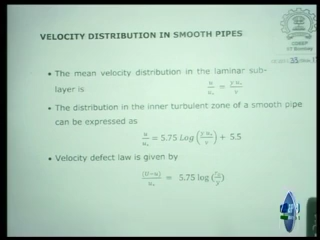 VELOCITY DISTRIBUTION IN SMOOTH PIPES
• The mean velocity distribution in the laminar sub-
layer is u/u* = y u*/ν
• The distribution in the inner turbulent zone of a smooth pipe
can be expressed as
u/u* = 5.75 Log (y u*/ν) + 5.5
• Velocity defect law is given by
(U-u)/u* = 5.75 log (r₀/y)